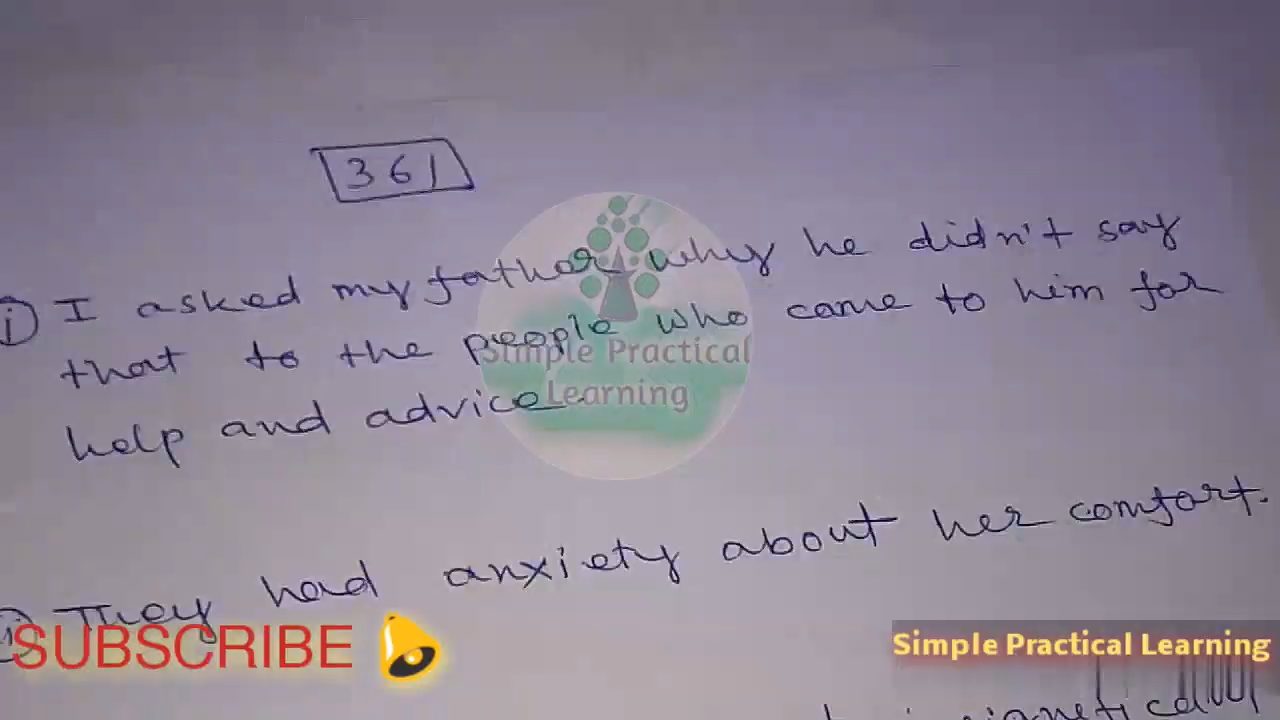 361
i) I asked my father why he didn't say
that to the people who came to him for
help and advice.
Simple Practical
Learning
They had anxiety about her comfort.
SUBSCRIBE
Simple Practical Learning